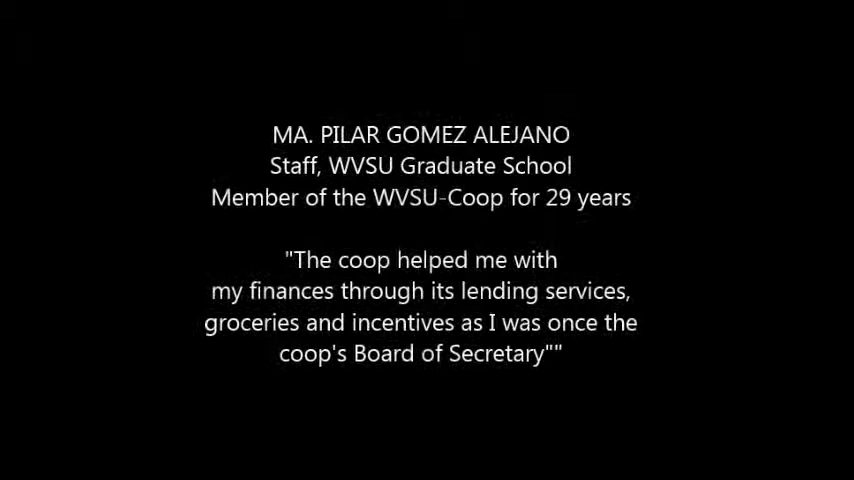 MA. PILAR GOMEZ ALEJANO
Staff, WVSU Graduate School
Member of the WVSU-Coop for 29 years
"The coop helped me with
my finances through its lending services,
groceries and incentives as I was once the
coop's Board of Secretary""